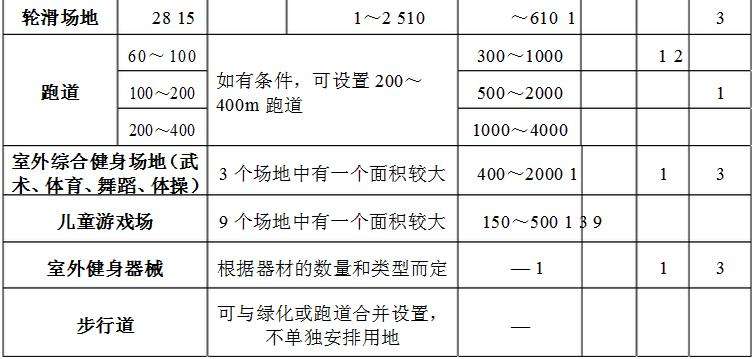 轮滑场地 28 15 1～2 510 ～610 1 3
跑道 60～100 如有条件，可设置 200～400m 跑道 300～1000 1 2
100～200 500～2000 1
200～400 1000～4000
室外综合健身场地（武术、体育、舞蹈、体操） 3 个场地中有一个面积较大 400～2000 1 1 3
儿童游戏场 9 个场地中有一个面积较大 150～500 1 3 9
室外健身器械 根据器材的数量和类型而定 — 1 1 3
步行道 可与绿化或跑道合并设置，不单独安排用地 —